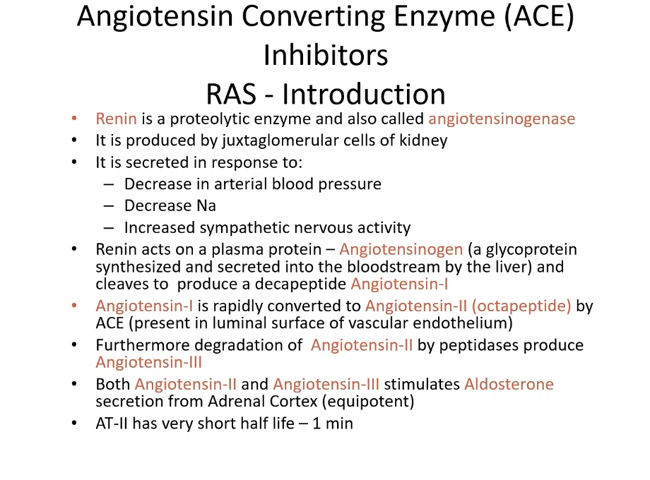 Angiotensin Converting Enzyme (ACE)
Inhibitors
RAS - Introduction
• Renin is a proteolytic enzyme and also called angiotensinogenase
• It is produced by juxtaglomerular cells of kidney
• It is secreted in response to:
– Decrease in arterial blood pressure
– Decrease Na
– Increased sympathetic nervous activity
• Renin acts on a plasma protein – Angiotensinogen (a glycoprotein
synthesized and secreted into the bloodstream by the liver) and
cleaves to produce a decapeptide Angiotensin-I
• Angiotensin-I is rapidly converted to Angiotensin-II (octapeptide) by
ACE (present in luminal surface of vascular endothelium)
• Furthermore degradation of Angiotensin-II by peptidases produce
Angiotensin-III
• Both Angiotensin-II and Angiotensin-III stimulates Aldosterone
secretion from Adrenal Cortex (equipotent)
• AT-II has very short half life – 1 min